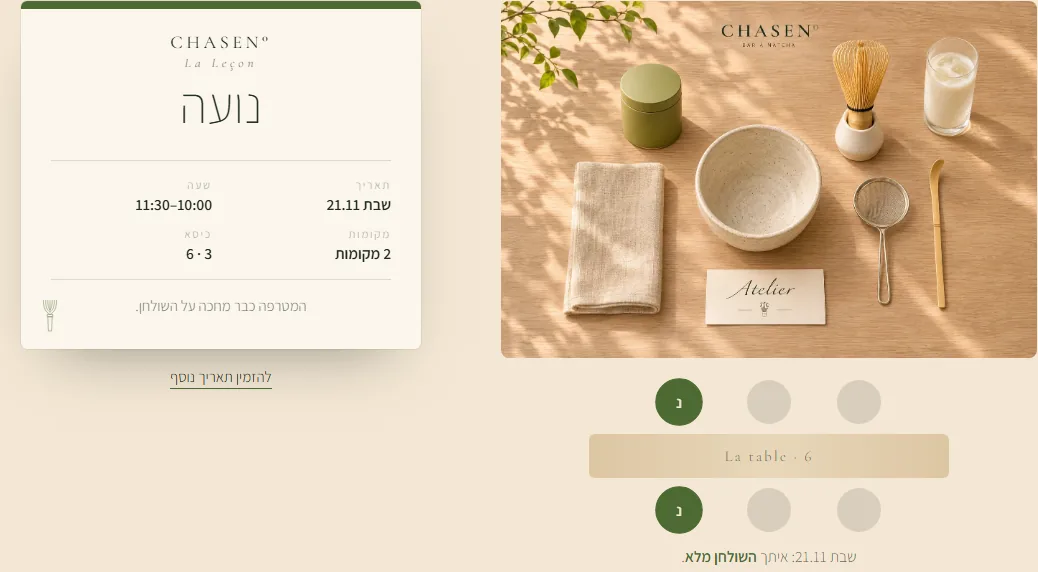 CHASENº
La Leçon
נועה
תאריך
שעה
שבת 21.11
11:30–10:00
מקומות
כיסא
2 מקומות
3 · 6
המטרפה כבר מחכה על השולחן.
להזמין תאריך נוסף
CHASENº
BAR À MATCHA
Atelier
נ
La table · 6
נ
שבת 21.11: איתך השולחן מלא.